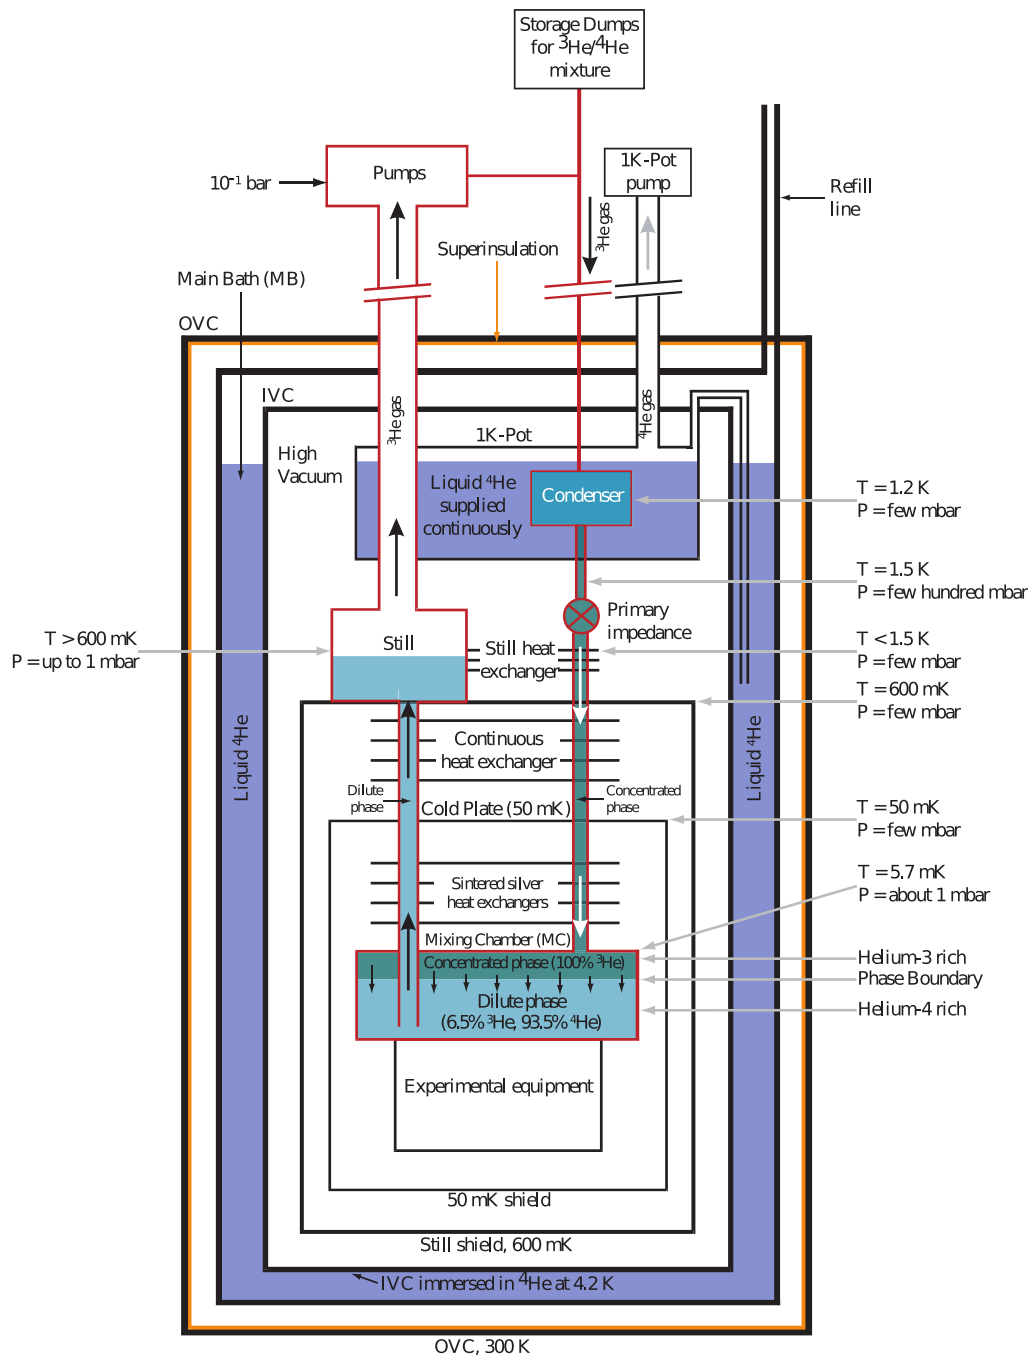 Storage Dumps
for ³He/⁴He
mixture
1K-Pot
pump
Pumps
10⁻¹ bar
Refill
line
³He gas
Superinsulation
Main Bath (MB)
OVC
IVC
³He gas
⁴He gas
1K-Pot
High
Vacuum
Liquid ⁴He
supplied
continuously
Condenser
T = 1.2 K
P = few mbar
T = 1.5 K
P = few hundred mbar
Primary
impedance
T > 600 mK
P = up to 1 mbar
Still
Still heat
exchanger
T < 1.5 K
P = few mbar
T = 600 mK
P = few mbar
Liquid ⁴He
Liquid ⁴He
Continuous
heat exchanger
Dilute
phase
Concentrated
phase
Cold Plate (50 mK)
T = 50 mK
P = few mbar
Sintered silver
heat exchangers
T = 5.7 mK
P = about 1 mbar
Mixing Chamber (MC)
Concentrated phase (100% ³He)
Helium-3 rich
Phase Boundary
Dilute phase
(6.5% ³He, 93.5% ⁴He)
Helium-4 rich
Experimental equipment
50 mK shield
Still shield, 600 mK
IVC immersed in ⁴He at 4.2 K
OVC, 300 K